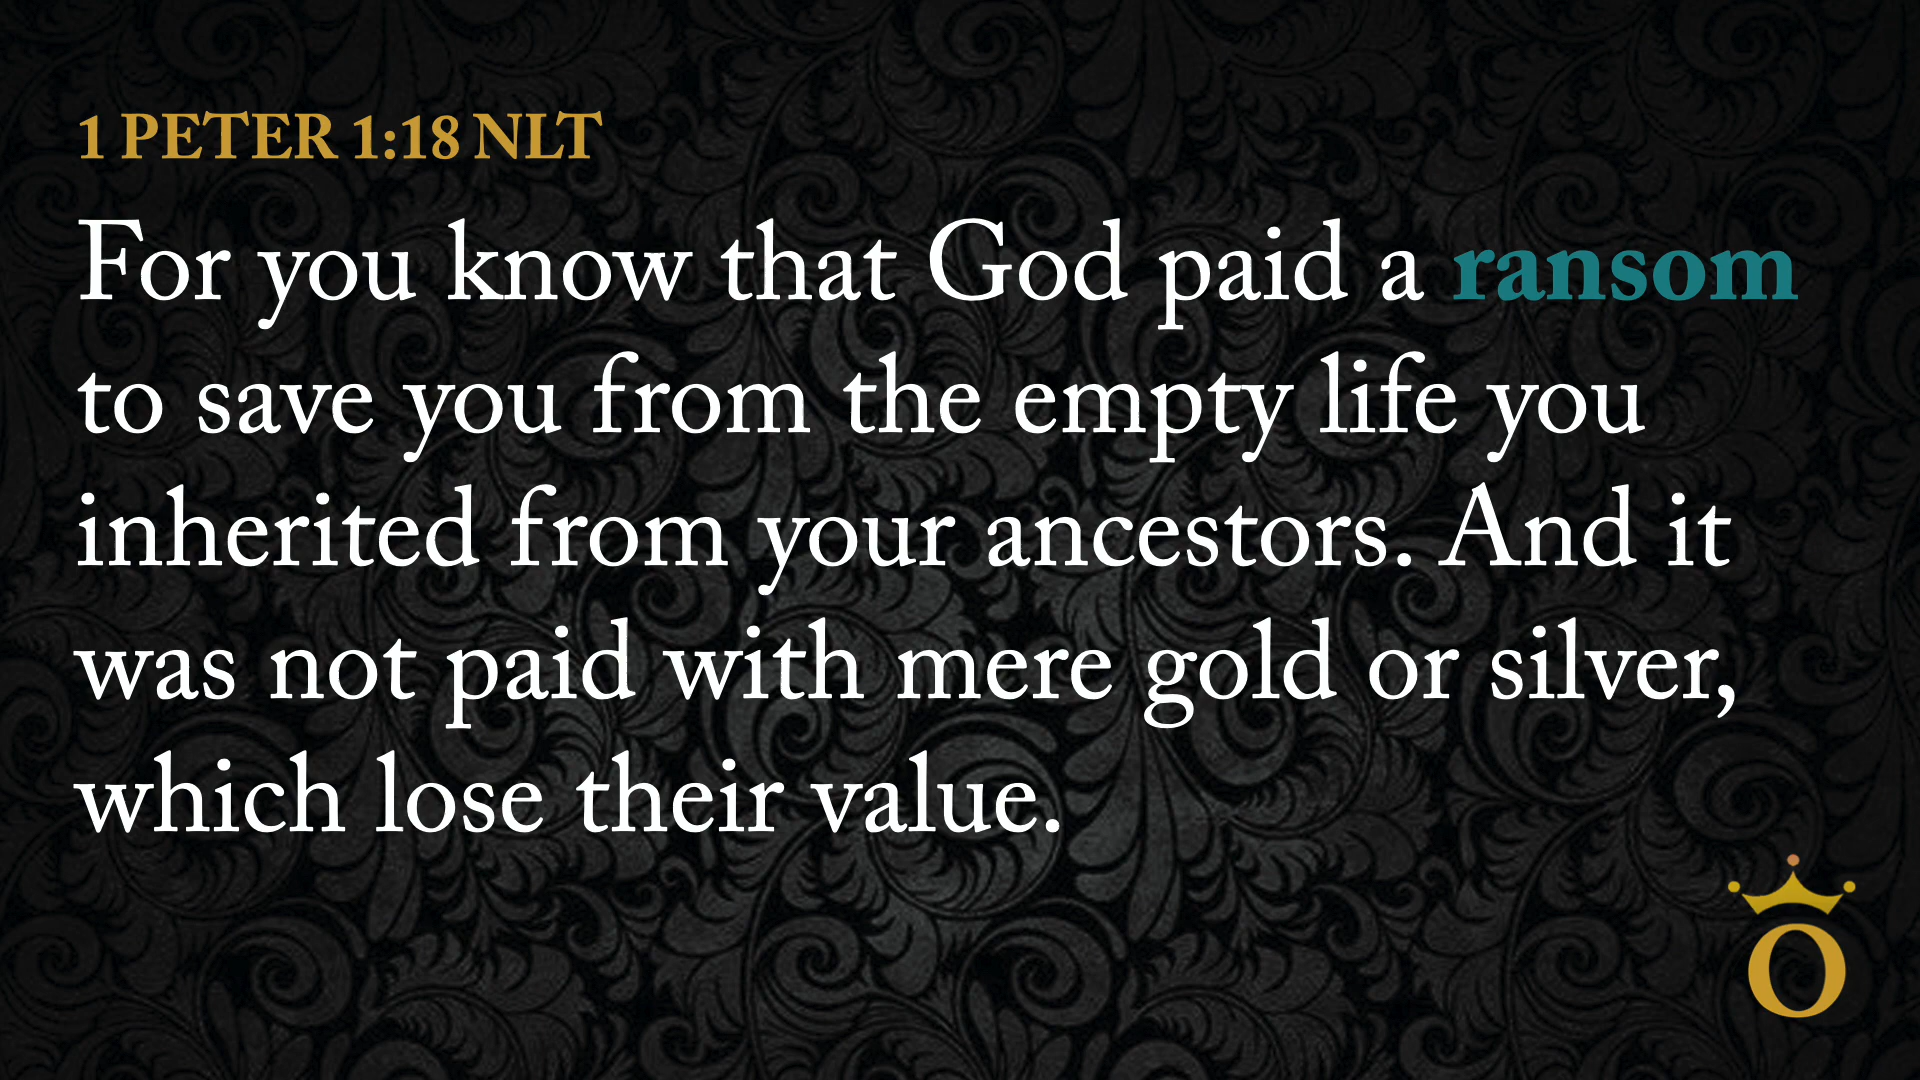 1 PETER 1:18 NLT
For you know that God paid a ransom
to save you from the empty life you
inherited from your ancestors. And it
was not paid with mere gold or silver,
which lose their value.
O